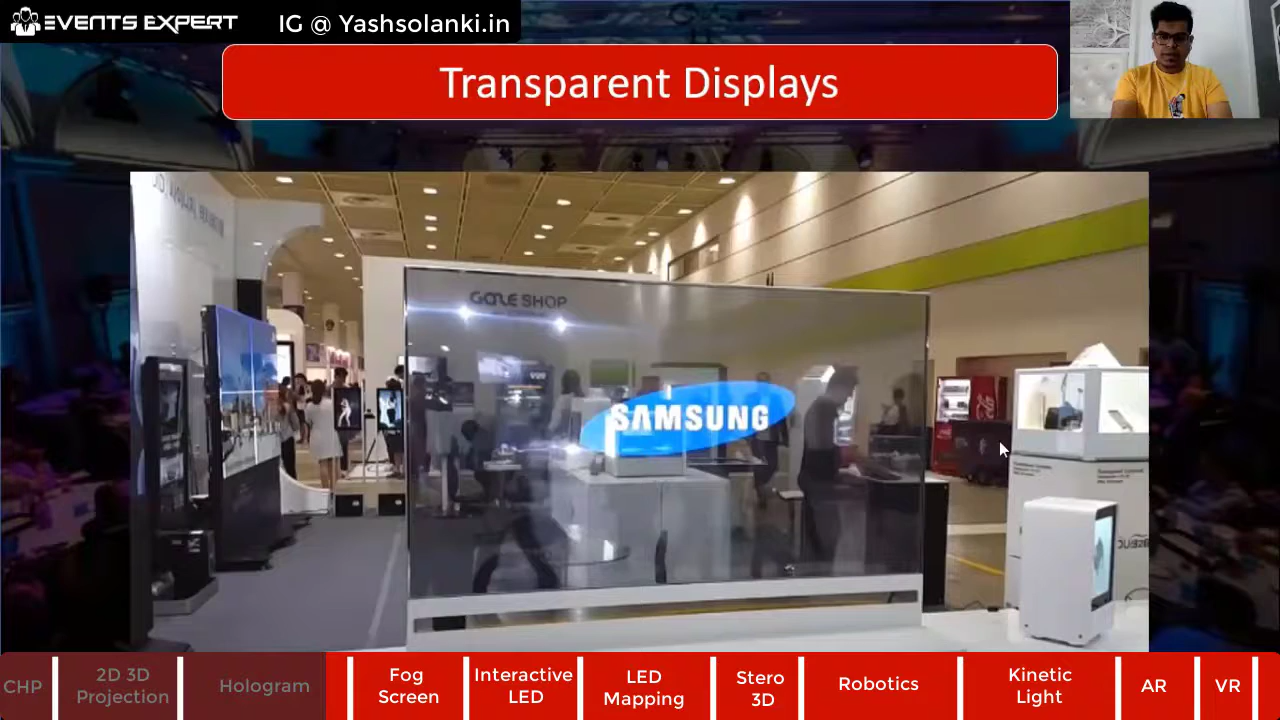 EVENTS EXPERT
IG @ Yashsolanki.in
Transparent Displays
SHOP
SAMSUNG
CHP
2D 3D
Projection
Hologram
Fog
Screen
Interactive
LED
LED
Mapping
Stero
3D
Robotics
Kinetic
Light
AR
VR